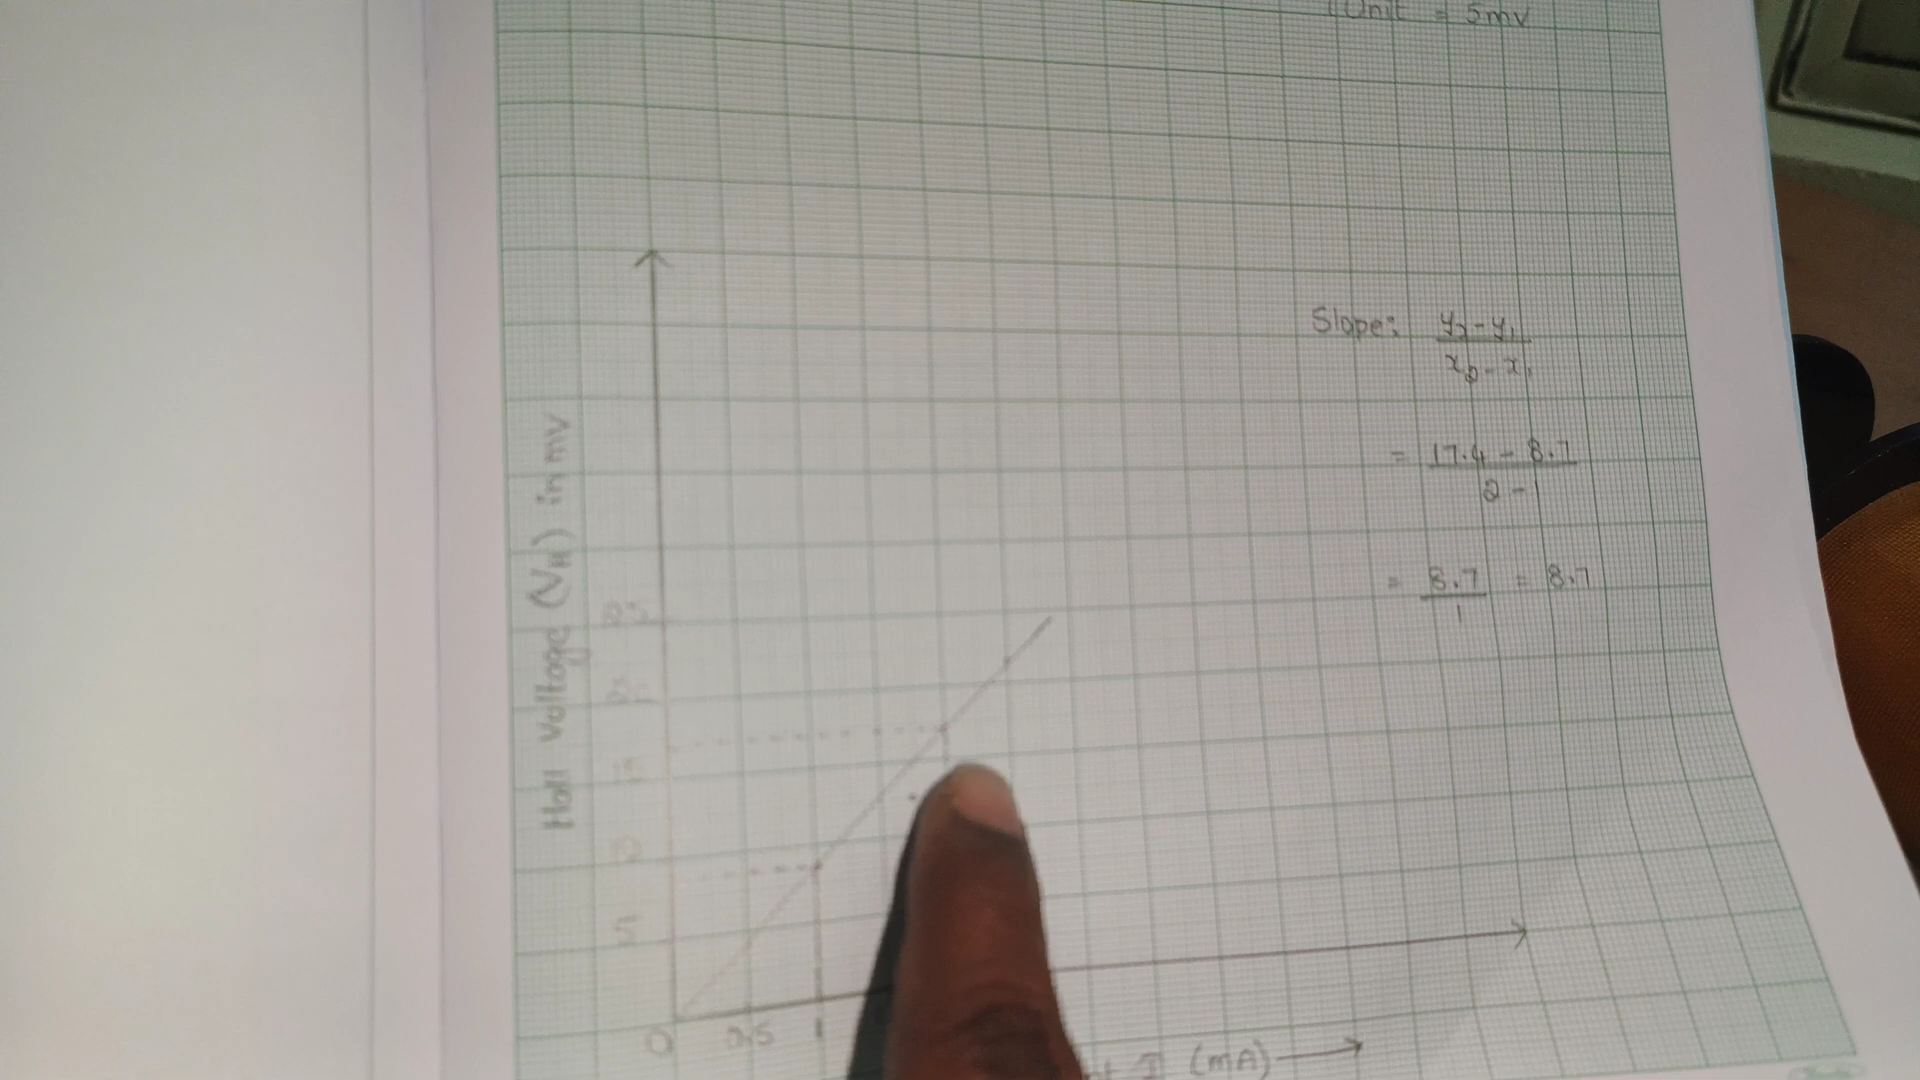 1 Unit = 5mv
Slope: y₂-y₁
x₂-x₁
= 17.4 - 8.7
2 - 1
= 8.7 = 8.7
1
Hall Voltage (VH) in mv
25
20
15
10
5
0 0.5 1
I (mA)